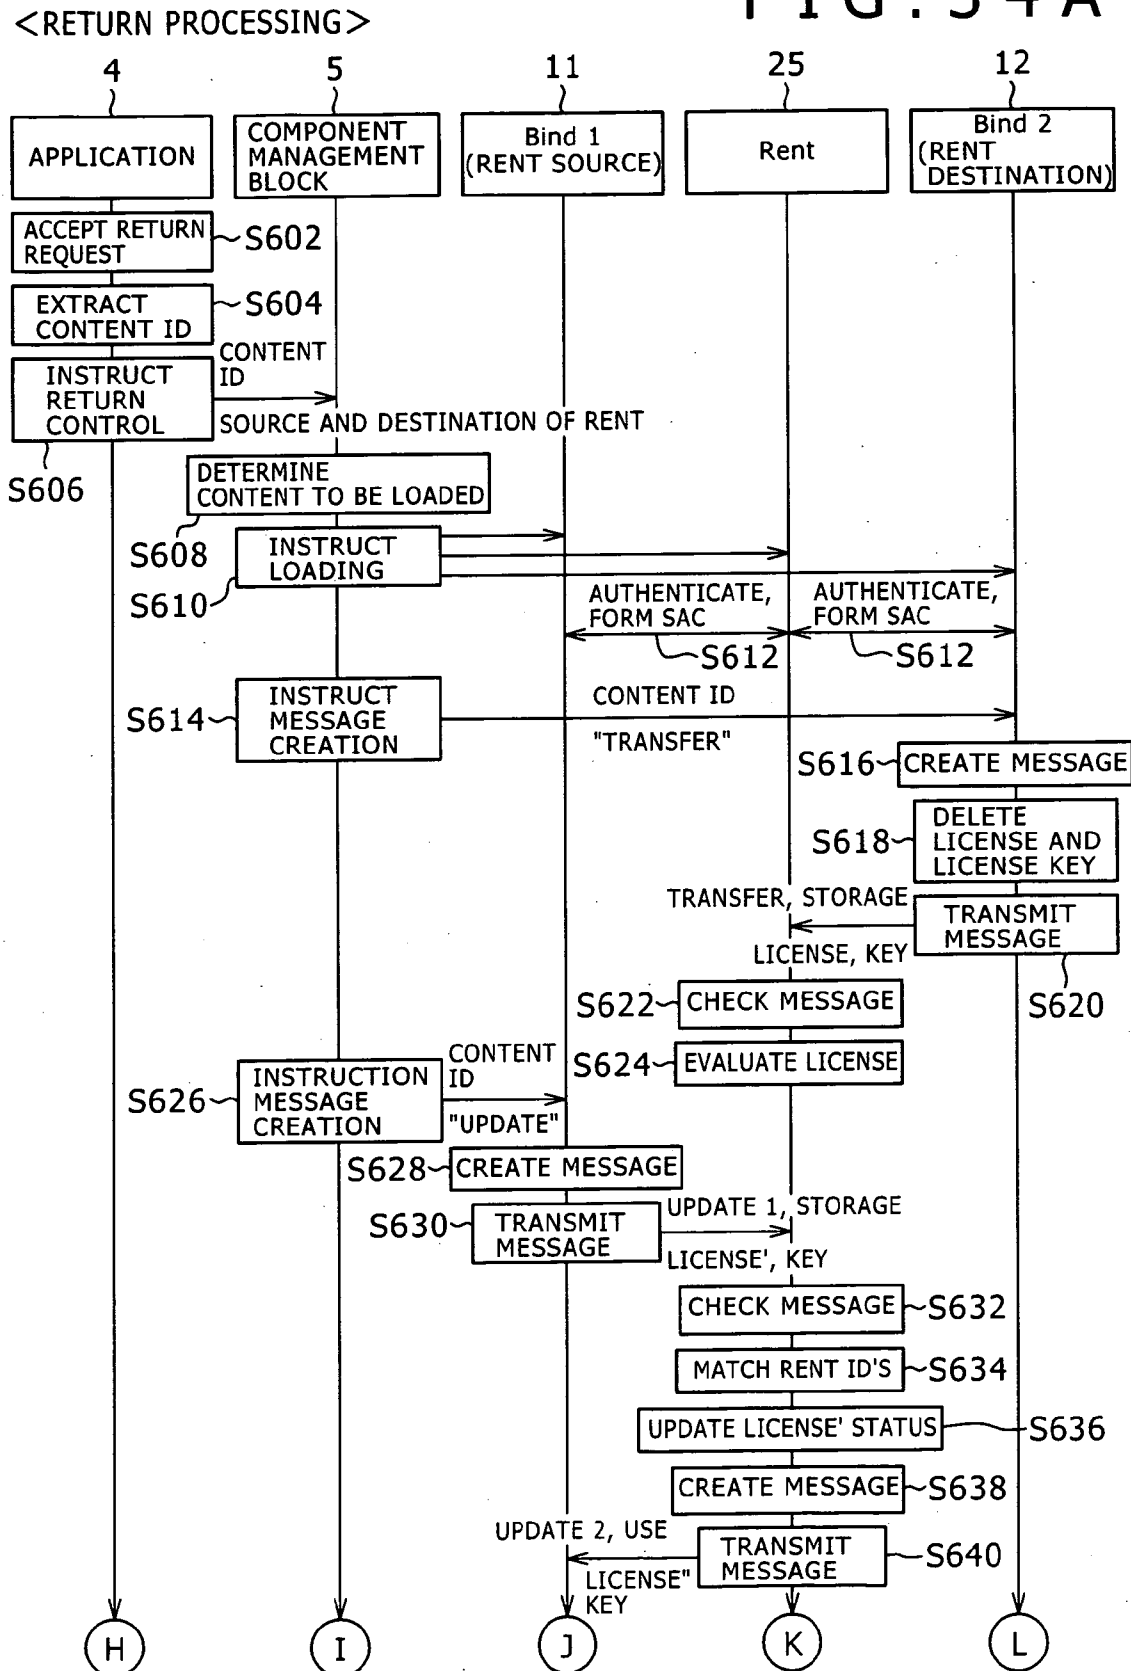 FIG. 34A
<RETURN PROCESSING>
4
5
11
25
12
APPLICATION
COMPONENT
MANAGEMENT
BLOCK
Bind 1
(RENT SOURCE)
Rent
Bind 2
(RENT
DESTINATION)
ACCEPT RETURN
REQUEST
S602
EXTRACT
CONTENT ID
S604
INSTRUCT
RETURN
CONTROL
S606
CONTENT
ID
SOURCE AND DESTINATION OF RENT
DETERMINE
CONTENT TO BE LOADED
S608
INSTRUCT
LOADING
S610
AUTHENTICATE,
FORM SAC
S612
AUTHENTICATE,
FORM SAC
S612
S614
INSTRUCT
MESSAGE
CREATION
CONTENT ID
"TRANSFER"
S616
CREATE MESSAGE
S618
DELETE
LICENSE AND
LICENSE KEY
TRANSFER, STORAGE
LICENSE, KEY
TRANSMIT
MESSAGE
S620
S622
CHECK MESSAGE
S624
EVALUATE LICENSE
S626
INSTRUCTION
MESSAGE
CREATION
CONTENT
ID
"UPDATE"
S628
CREATE MESSAGE
S630
TRANSMIT
MESSAGE
UPDATE 1, STORAGE
LICENSE', KEY
CHECK MESSAGE
S632
MATCH RENT ID'S
S634
UPDATE LICENSE' STATUS
S636
CREATE MESSAGE
S638
UPDATE 2, USE
LICENSE"
KEY
TRANSMIT
MESSAGE
S640
H
I
J
K
L